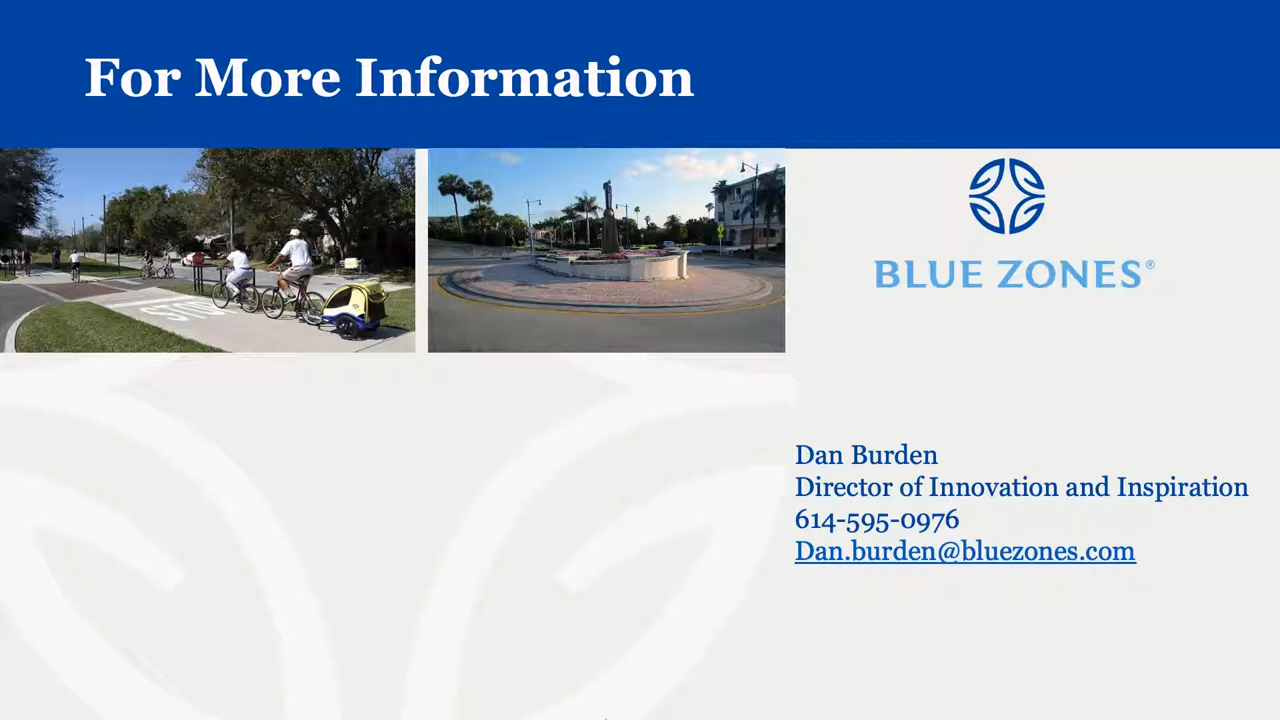 For More Information
STOP
BLUE ZONES®
Dan Burden
Director of Innovation and Inspiration
614-595-0976
Dan.burden@bluezones.com